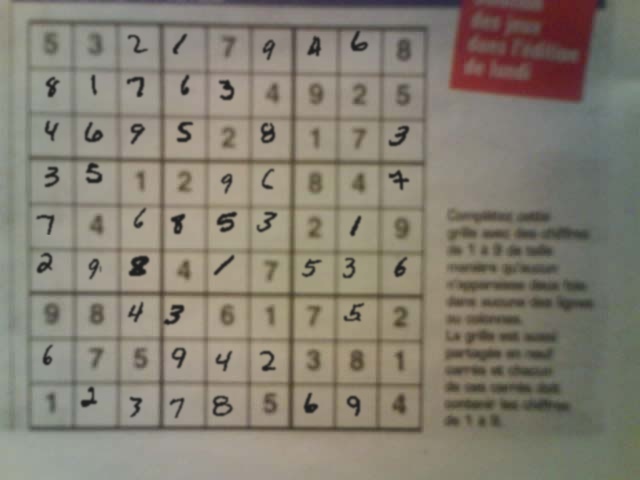 5 3 2 1 7 9 4 6 8
8 1 7 6 3 4 9 2 5
4 6 9 5 2 8 1 7 3
3 5 1 2 9 6 8 4 7
7 4 6 8 5 3 2 1 9
2 9 8 4 1 7 5 3 6
9 8 4 3 6 1 7 5 2
6 7 5 9 4 2 3 8 1
1 2 3 7 8 5 6 9 4
des jeux
dans l'édition
de lundi
Complétez cette
grille avec des chiffres
de 1 à 9 de telle
manière qu'aucun
n'apparaisse deux fois
dans aucune des lignes
ou colonnes.
La grille est aussi
partagée en neuf
carrés et chacun
de ces carrés doit
contenir les chiffres
de 1 à 9.